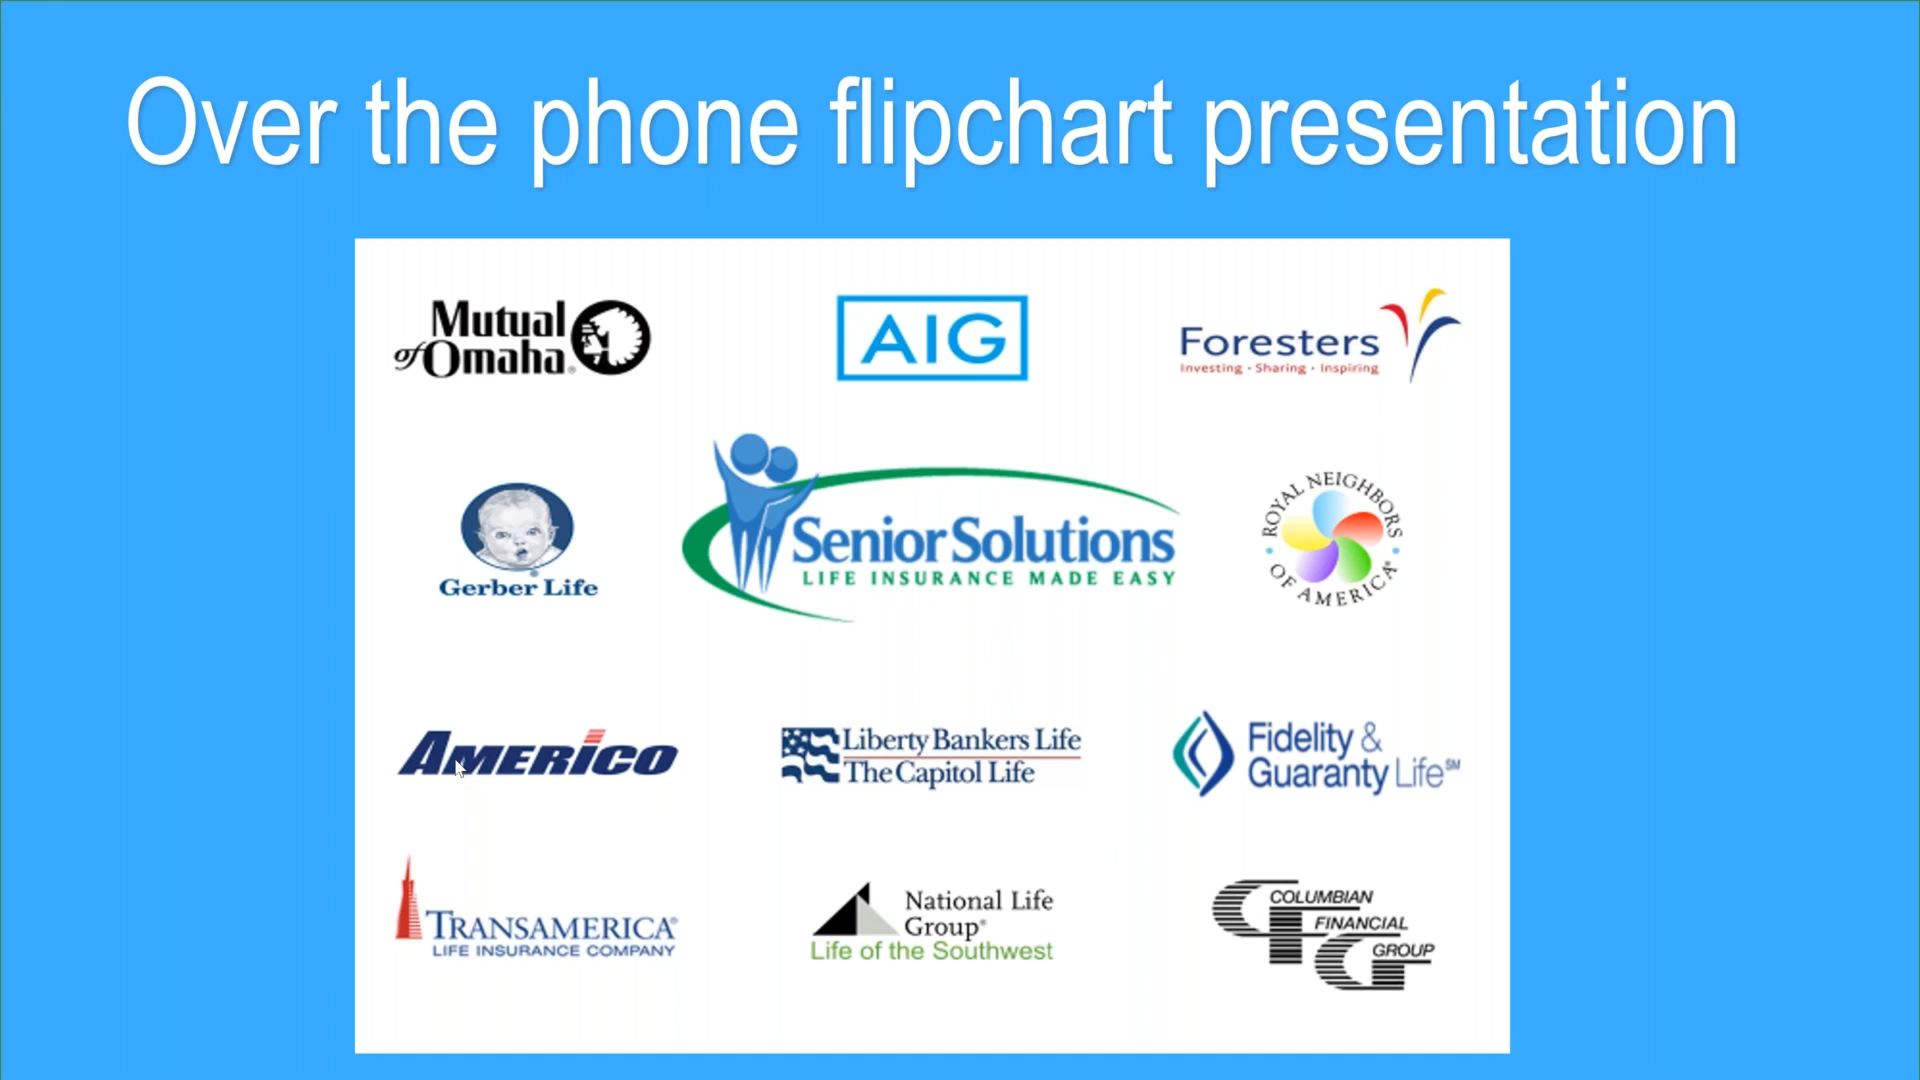 Over the phone flipchart presentation
Mutual
of Omaha®
AIG
Foresters
Investing · Sharing · Inspiring
Gerber Life
Senior Solutions
LIFE INSURANCE MADE EASY
ROYAL NEIGHBORS
OF AMERICA®
AMERICO
Liberty Bankers Life
The Capitol Life
Fidelity &
Guaranty Life℠
TRANSAMERICA®
LIFE INSURANCE COMPANY
National Life
Group®
Life of the Southwest
COLUMBIAN
FINANCIAL
GROUP